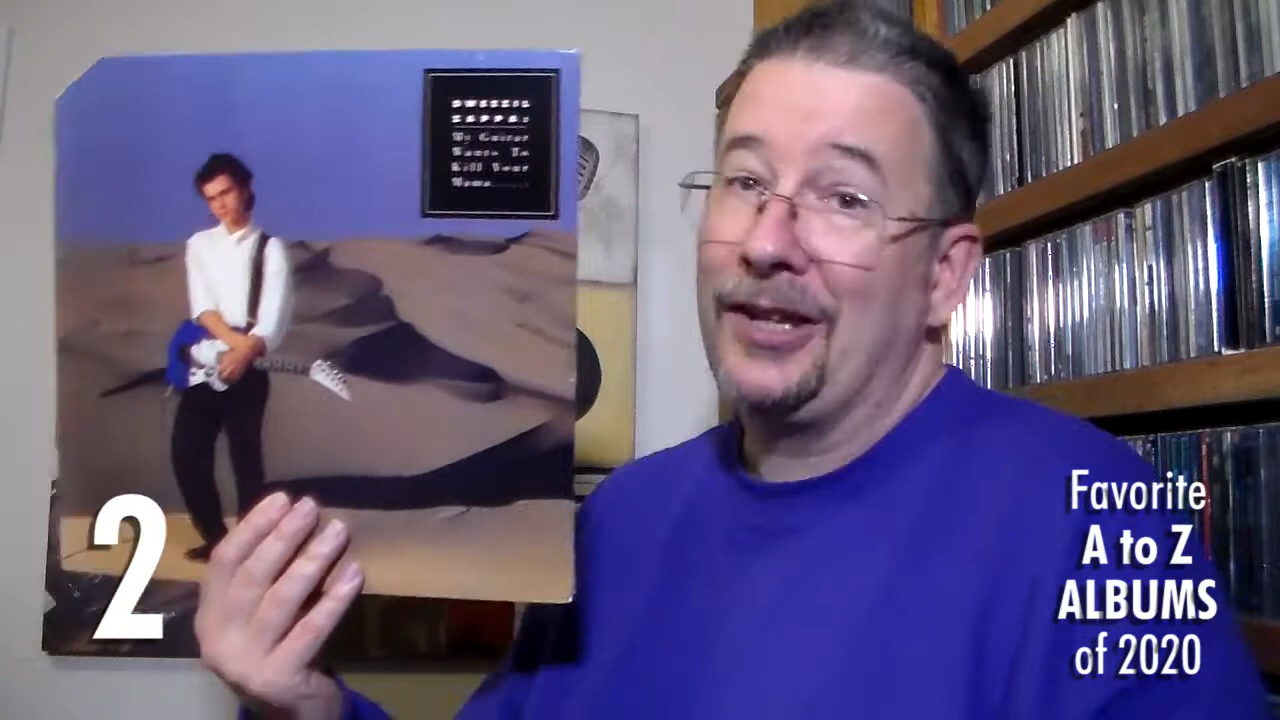 DWEEZIL
ZAPPA:
My Guitar
Wants To
Kill Your
Mama
2
Favorite
A to Z
ALBUMS
of 2020